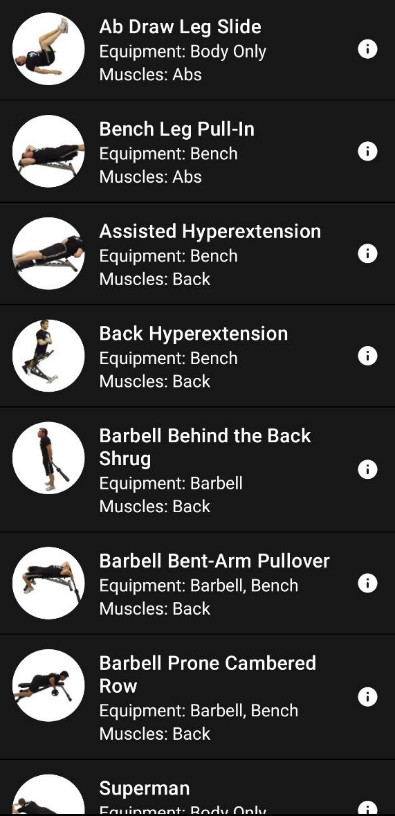 Ab Draw Leg Slide
Equipment: Body Only
Muscles: Abs
Bench Leg Pull-In
Equipment: Bench
Muscles: Abs
Assisted Hyperextension
Equipment: Bench
Muscles: Back
Back Hyperextension
Equipment: Bench
Muscles: Back
Barbell Behind the Back
Shrug
Equipment: Barbell
Muscles: Back
Barbell Bent-Arm Pullover
Equipment: Barbell, Bench
Muscles: Back
Barbell Prone Cambered
Row
Equipment: Barbell, Bench
Muscles: Back
Superman
Equipment: Body Only